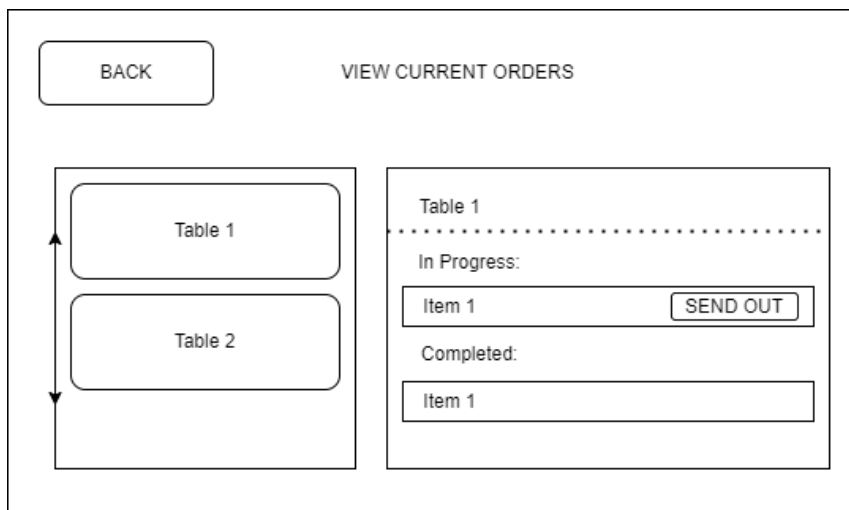 BACK
VIEW CURRENT ORDERS
Table 1
Table 2
Table 1
In Progress:
Item 1
SEND OUT
Completed:
Item 1